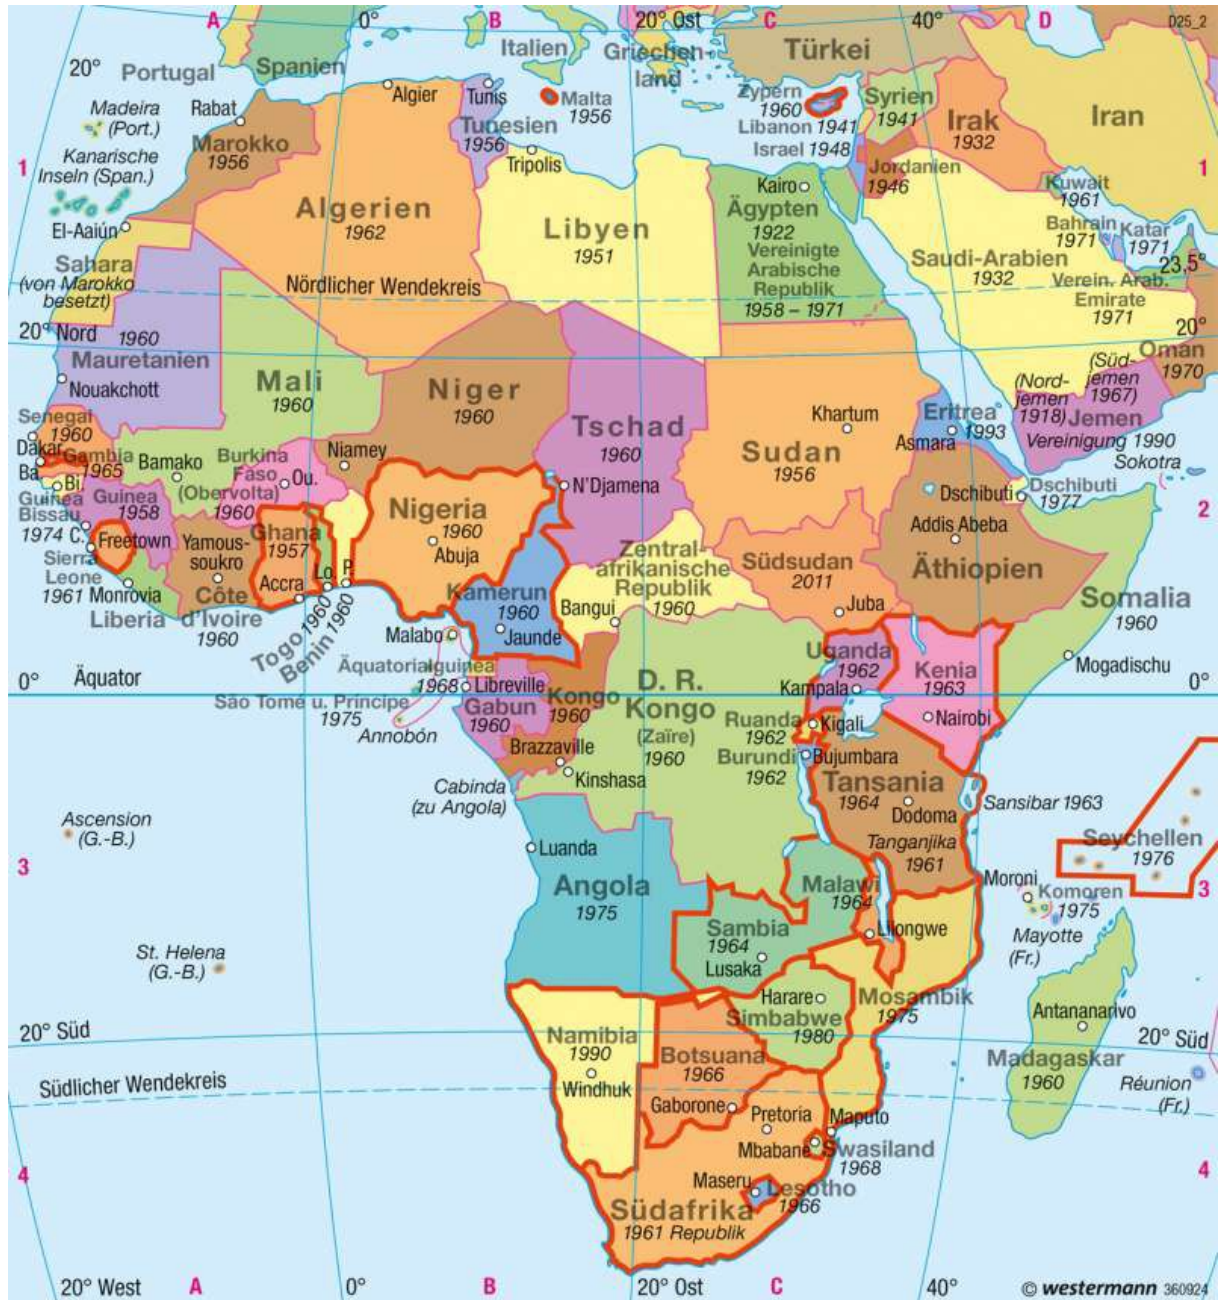 A
0°
B
20° Ost
C
40°
D
D25_2
20°
Portugal
Spanien
Italien
Griechen-
land
Türkei
Madeira
(Port.)
Rabat
Algier
Tunis
Malta
1956
Zypern
1960
Syrien
1941
Irak
1932
Iran
Libanon 1941
Israel 1948
Marokko
1956
Tunesien
1956
Tripolis
1
Kanarische
Inseln (Span.)
Jordanien
1946
1
Kuwait
1961
Kairo
Algerien
1962
Libyen
1951
Ägypten
1922
Vereinigte
Arabische
Republik
1958 – 1971
Bahrain
1971
Katar
1971
El-Aaiún
Sahara
(von Marokko
besetzt)
Saudi-Arabien
1932
23,5°
Verein. Arab.
Emirate
1971
Nördlicher Wendekreis
20° Nord
1960
Mauretanien
Nouakchott
20°
Oman
1970
Mali
1960
Niger
1960
Tschad
1960
Khartum
Sudan
1956
Eritrea
1993
Asmara
(Nord-
jemen
1918)
(Süd-
jemen
1967)
Jemen
Vereinigung 1990
Sokotra
Senegal
1960
Dakar
Gambia
1965
Ba.
Bi.
Bamako
Burkina
Faso
(Obervolta)
1960
Ou.
Niamey
N'Djamena
Dschibuti
Dschibuti
1977
Guinea
Bissau
1974
Guinea
1958
C.
2
Nigeria
1960
Abuja
Addis Abeba
Äthiopien
2
Freetown
Sierra
Leone
1961
Yamous-
soukro
Ghana
1957
Accra
Lo.
P.
Zentral-
afrikanische
Republik
1960
Südsudan
2011
Juba
Monrovia
Liberia
Côte
d'Ivoire
1960
Togo 1960
Benin 1960
Kamerun
1960
Jaunde
Bangui
Somalia
1960
Malabo
Mogadischu
Äquatorialguinea
1968
Libreville
Uganda
1962
Kampala
Kenia
1963
Nairobi
0°
Äquator
0°
São Tomé u. Príncipe
1975
Annobón
Gabun
1960
Kongo
1960
D. R.
Kongo
(Zaïre)
1960
Ruanda
1962
Kigali
Brazzaville
Kinshasa
Burundi
1962
Bujumbara
Cabinda
(zu Angola)
Tansania
1964
Dodoma
Sansibar 1963
Tanganjika
1961
Ascension
(G.-B.)
Seychellen
1976
3
Luanda
Angola
1975
Malawi
1964
Moroni
Komoren
1975
3
Sambia
1964
Lusaka
Lilongwe
Mayotte
(Fr.)
St. Helena
(G.-B.)
Harare
Simbabwe
1980
Mosambik
1975
Antananarivo
20° Süd
Namibia
1990
Windhuk
Botsuana
1966
Gaborone
20° Süd
Madagaskar
1960
Réunion
(Fr.)
Südlicher Wendekreis
Pretoria
Maputo
Mbabane
Swasiland
1968
4
Maseru
Lesotho
1966
4
Südafrika
1961 Republik
20° West
A
0°
B
20° Ost
C
40°
© westermann 360924